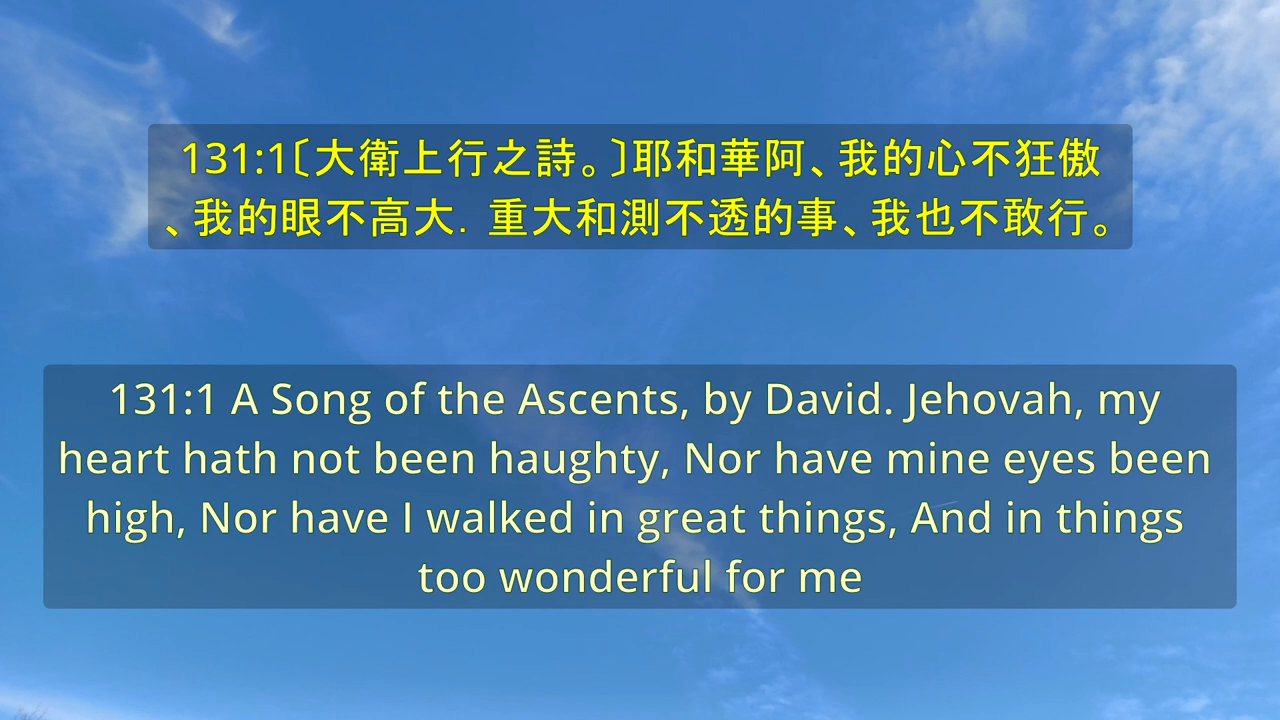 131:1〔大衛上行之詩。〕耶和華阿、我的心不狂傲
、我的眼不高大． 重大和測不透的事、我也不敢行。
131:1 A Song of the Ascents, by David. Jehovah, my
heart hath not been haughty, Nor have mine eyes been
high, Nor have I walked in great things, And in things
too wonderful for me